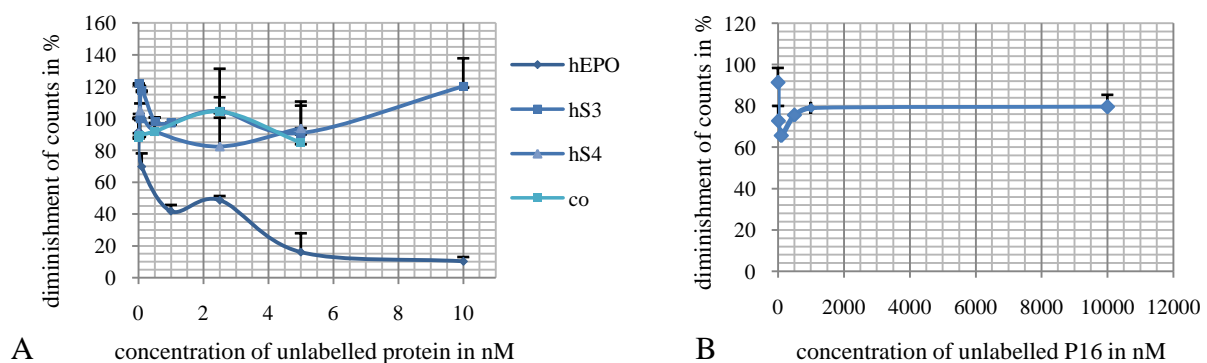 diminishment of counts in %
160
140
120
100
80
60
40
20
0
0 2 4 6 8 10
concentration of unlabelled protein in nM
hEPO
hS3
hS4
co
A
diminishment of counts in %
120
100
80
60
40
20
0
0 2000 4000 6000 8000 10000 12000
concentration of unlabelled P16 in nM
B